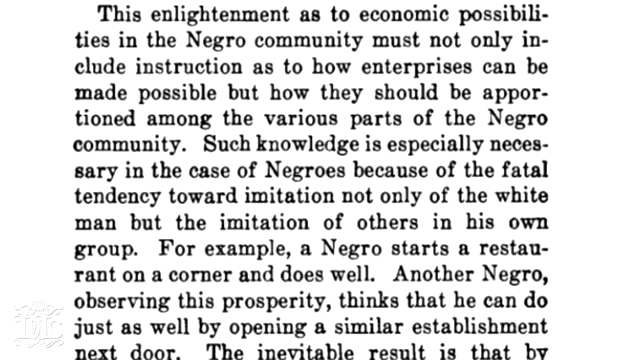 This enlightenment as to economic possibili-
ties in the Negro community must not only in-
clude instruction as to how enterprises can be
made possible but how they should be appor-
tioned among the various parts of the Negro
community. Such knowledge is especially neces-
sary in the case of Negroes because of the fatal
tendency toward imitation not only of the white
man but the imitation of others in his own
group. For example, a Negro starts a restau-
rant on a corner and does well. Another Negro,
observing this prosperity, thinks that he can do
just as well by opening a similar establishment
next door. The inevitable result is that by